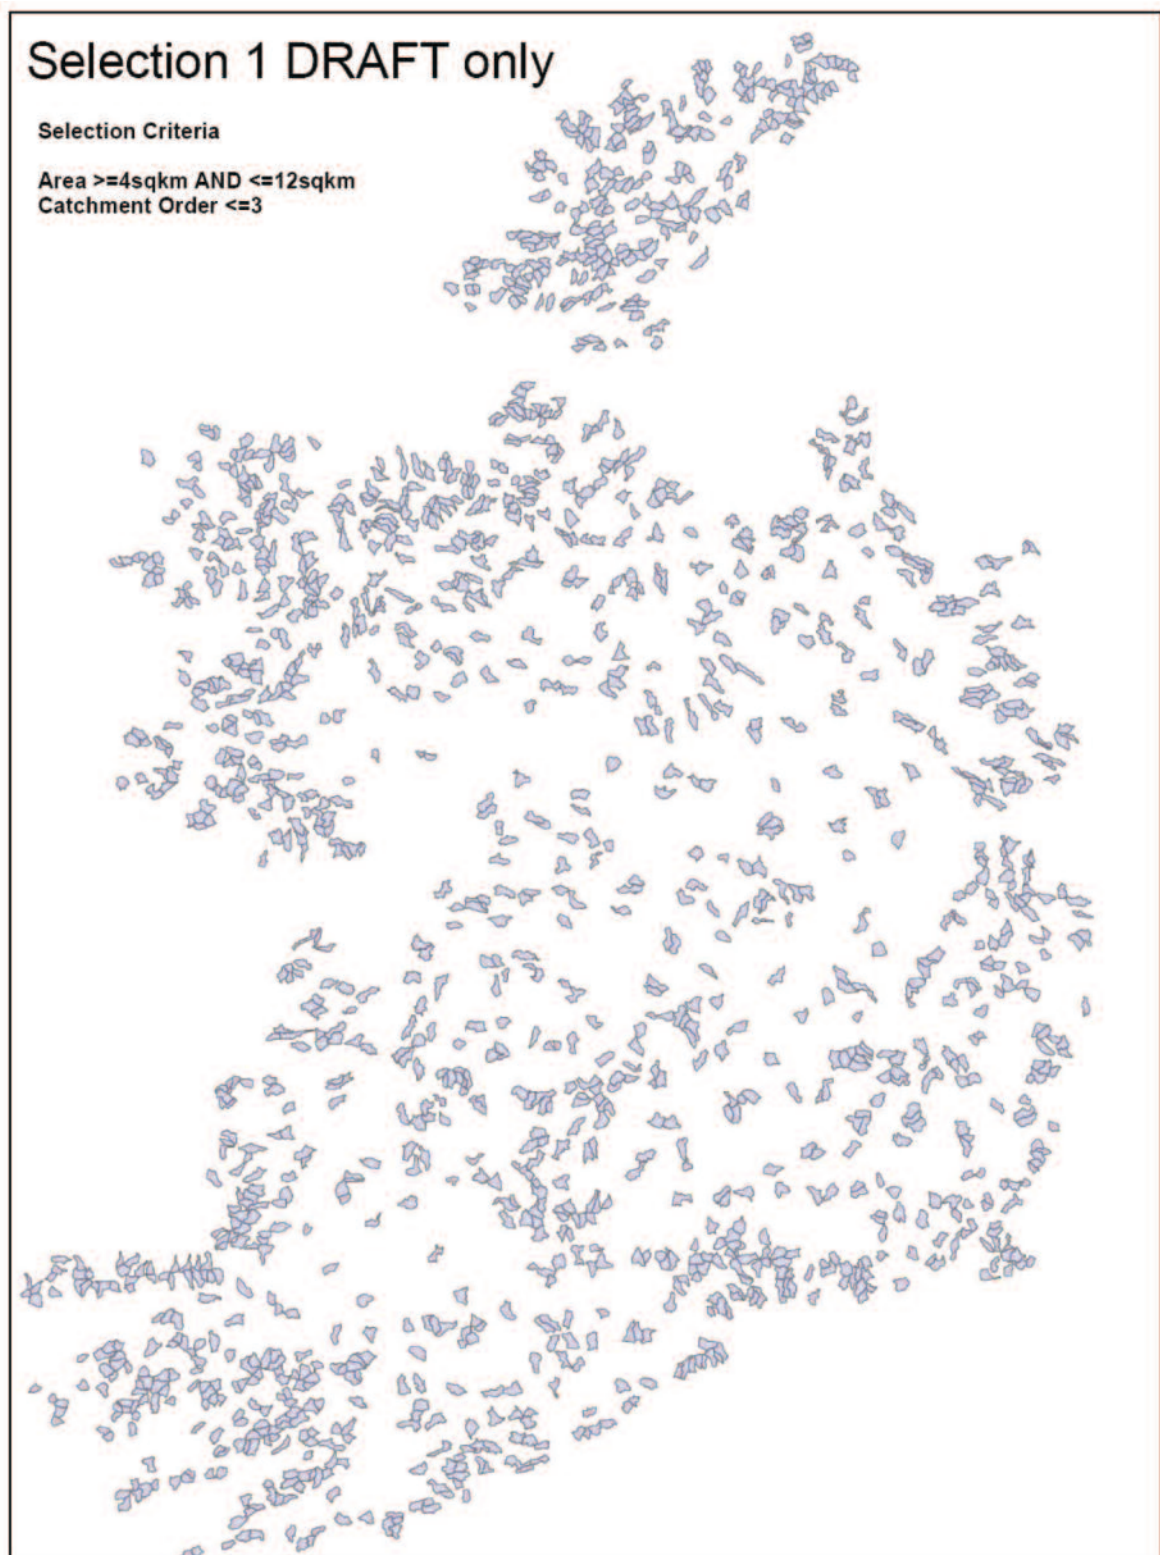 Selection 1 DRAFT only
Selection Criteria
Area >=4sqkm AND <=12sqkm
Catchment Order <=3